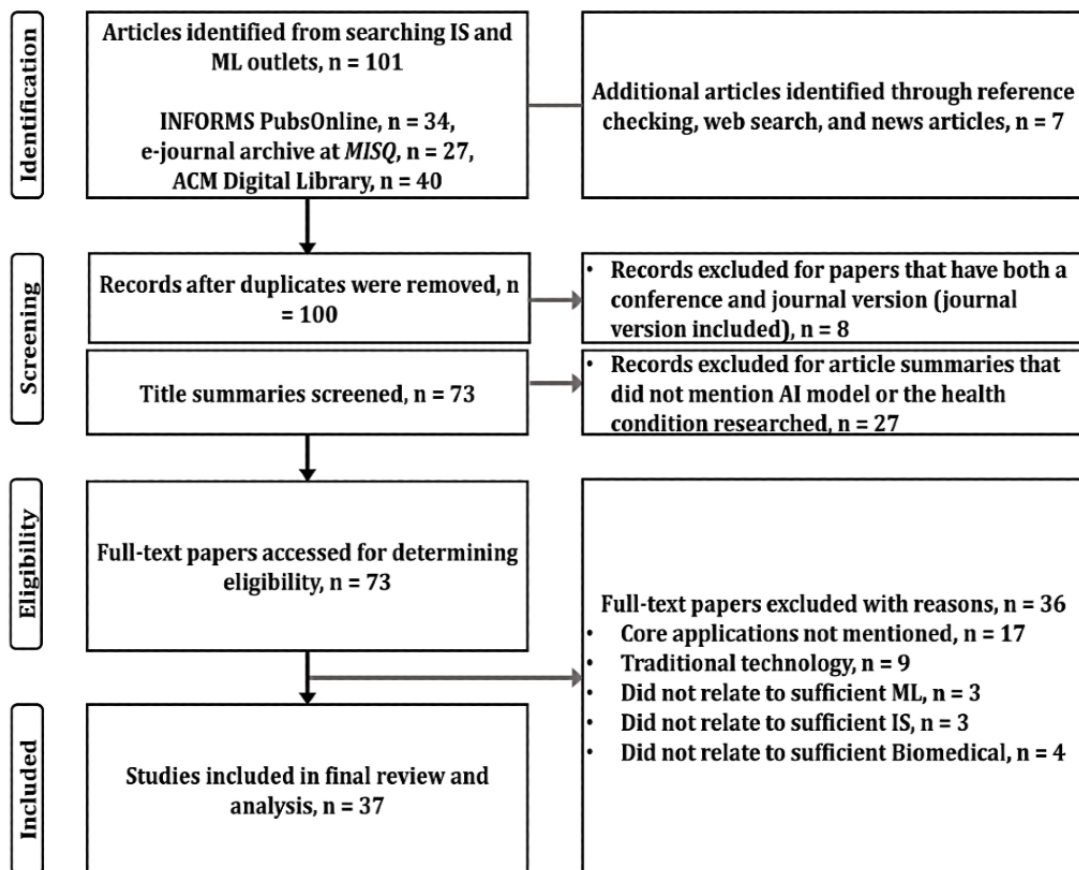 Identification
Articles identified from searching IS and
ML outlets, n = 101
INFORMS PubsOnline, n = 34,
e-journal archive at MISQ, n = 27,
ACM Digital Library, n = 40
Additional articles identified through reference
checking, web search, and news articles, n = 7
Screening
Records after duplicates were removed, n
= 100
• Records excluded for papers that have both a
conference and journal version (journal
version included), n = 8
Title summaries screened, n = 73
• Records excluded for article summaries that
did not mention AI model or the health
condition researched, n = 27
Eligibility
Full-text papers accessed for determining
eligibility, n = 73
Full-text papers excluded with reasons, n = 36
• Core applications not mentioned, n = 17
• Traditional technology, n = 9
• Did not relate to sufficient ML, n = 3
• Did not relate to sufficient IS, n = 3
• Did not relate to sufficient Biomedical, n = 4
Included
Studies included in final review and
analysis, n = 37